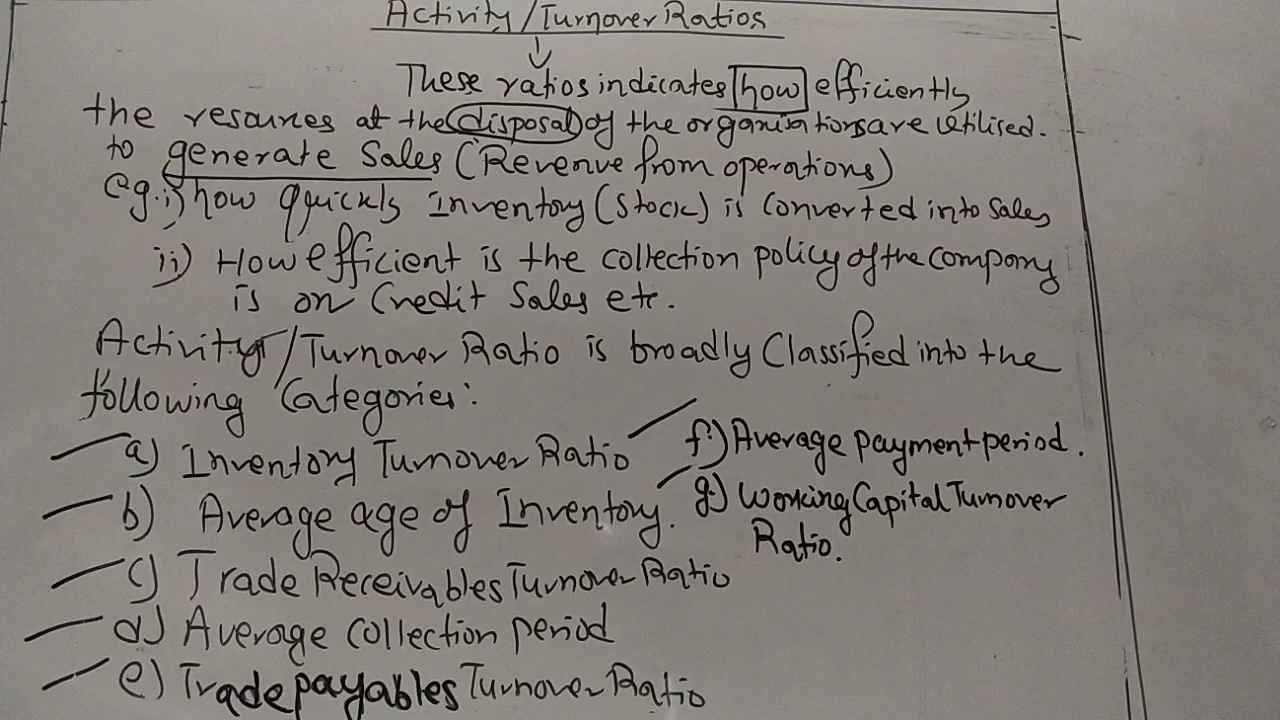 Activity/Turnover Ratios
These ratios indicates how efficiently
the resources at the disposal of the organisations are utilised.
to generate Sales (Revenue from operations)
eg. i) how quickly Inventory (Stock) is Converted into Sales
ii) How efficient is the collection policy of the Company
is on Credit Sales etc.
Activity/Turnover Ratio is broadly Classified into the
following Categories:
a) Inventory Turnover Ratio
b) Average age of Inventory.
c) Trade Receivables Turnover Ratio
d) Average Collection period
e) Trade payables Turnover Ratio
f.) Average payment period.
g.) Working Capital Turnover
Ratio.